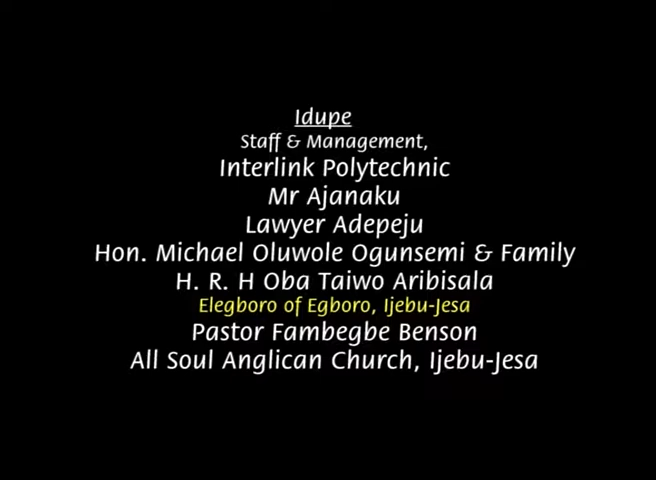 Idupe
Staff & Management,
Interlink Polytechnic
Mr Ajanaku
Lawyer Adepeju
Hon. Michael Oluwole Ogunsemi & Family
H. R. H Oba Taiwo Aribisala
Elegboro of Egboro, Ijebu-Jesa
Pastor Fambegbe Benson
All Soul Anglican Church, Ijebu-Jesa